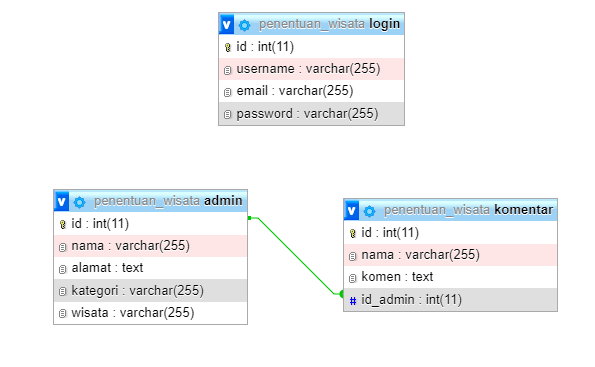 v penentuan_wisata login
id : int(11)
username : varchar(255)
email : varchar(255)
password : varchar(255)
v penentuan_wisata admin
id : int(11)
nama : varchar(255)
alamat : text
kategori : varchar(255)
wisata : varchar(255)
v penentuan_wisata komentar
id : int(11)
nama : varchar(255)
komen : text
# id_admin : int(11)